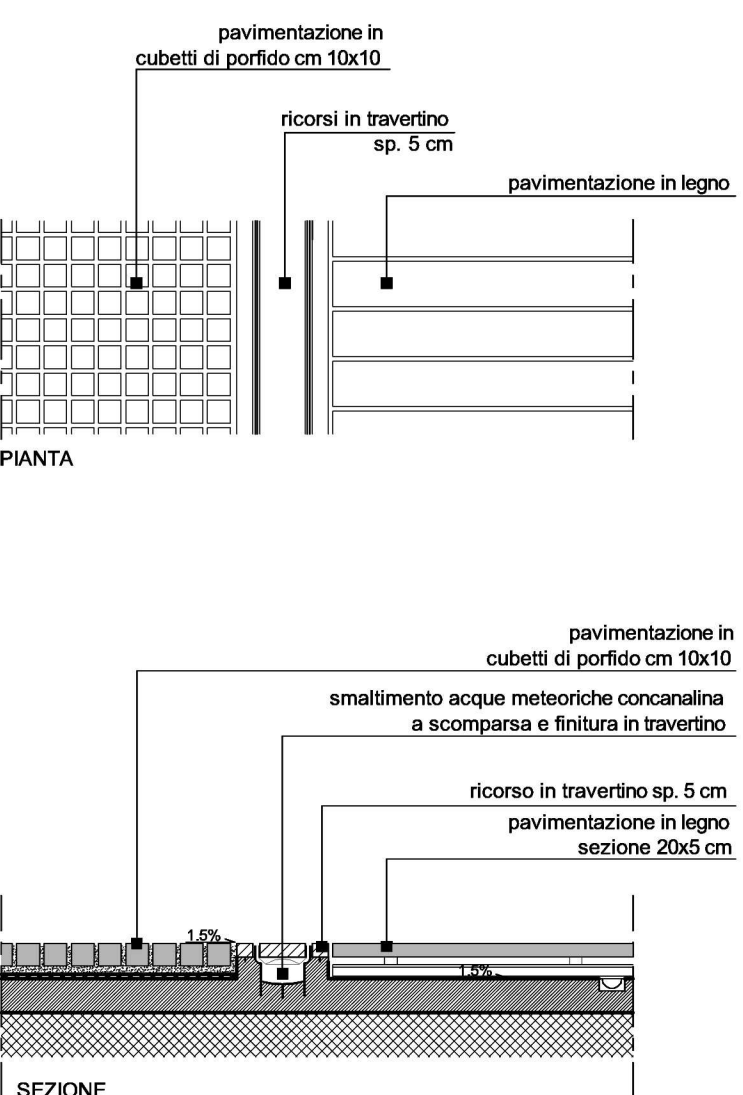 pavimentazione in
cubetti di porfido cm 10x10
ricorsi in travertino
sp. 5 cm
pavimentazione in legno
PIANTA
pavimentazione in
cubetti di porfido cm 10x10
smaltimento acque meteoriche concanalina
a scomparsa e finitura in travertino
ricorso in travertino sp. 5 cm
pavimentazione in legno
sezione 20x5 cm
1.5%
1.5%
SEZIONE